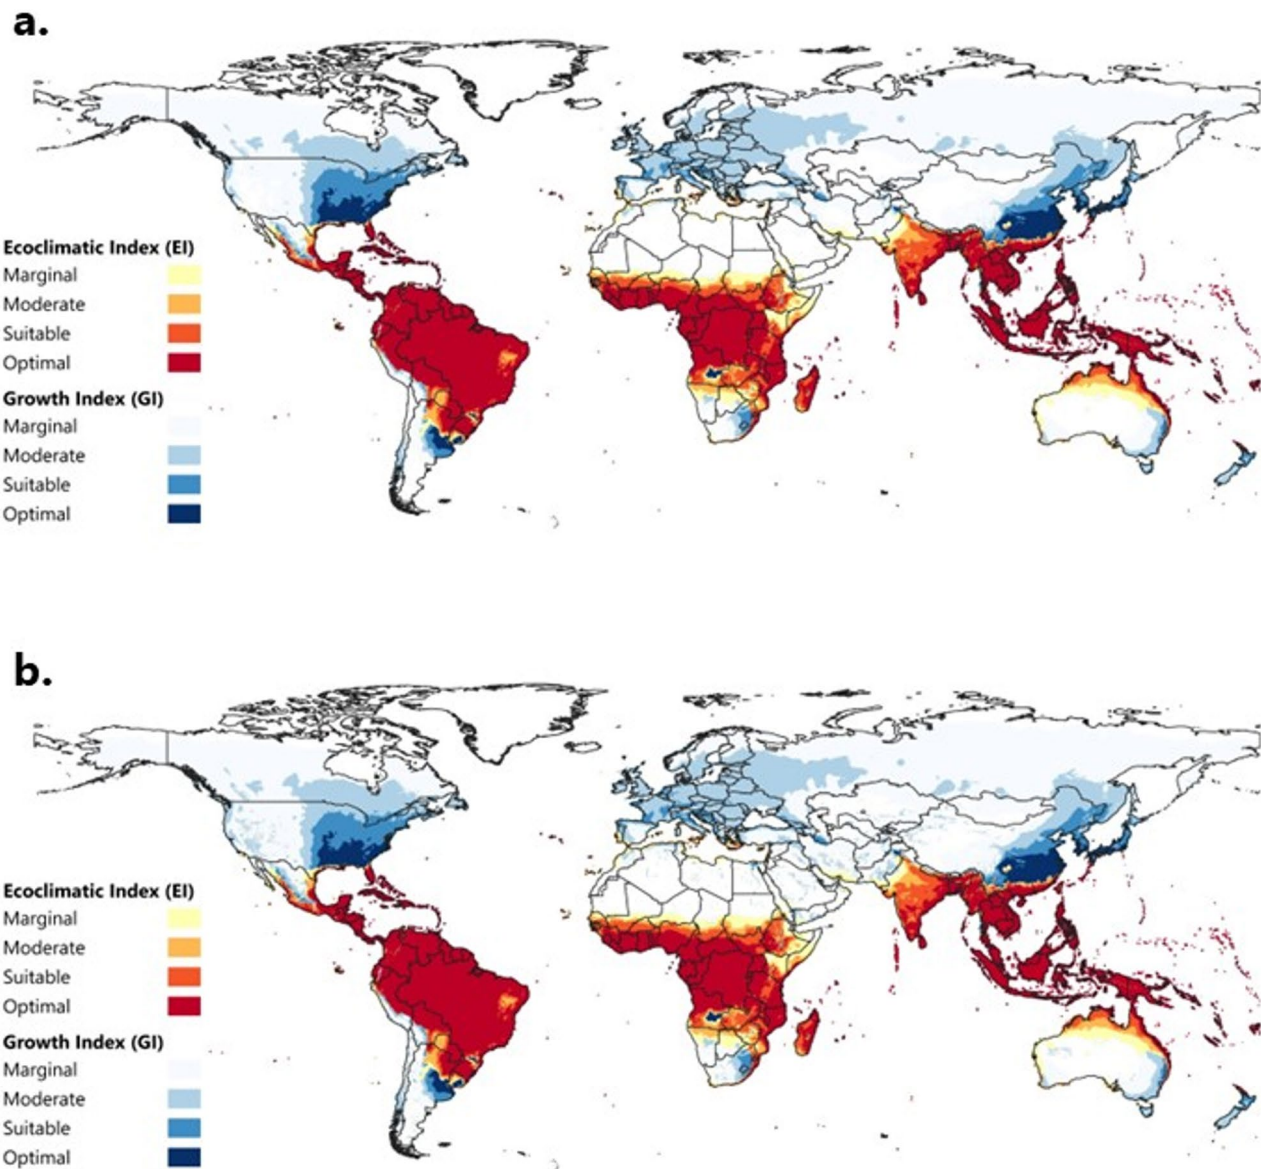 a.
Ecoclimatic Index (EI)
Marginal
Moderate
Suitable
Optimal
Growth Index (GI)
Marginal
Moderate
Suitable
Optimal
b.
Ecoclimatic Index (EI)
Marginal
Moderate
Suitable
Optimal
Growth Index (GI)
Marginal
Moderate
Suitable
Optimal